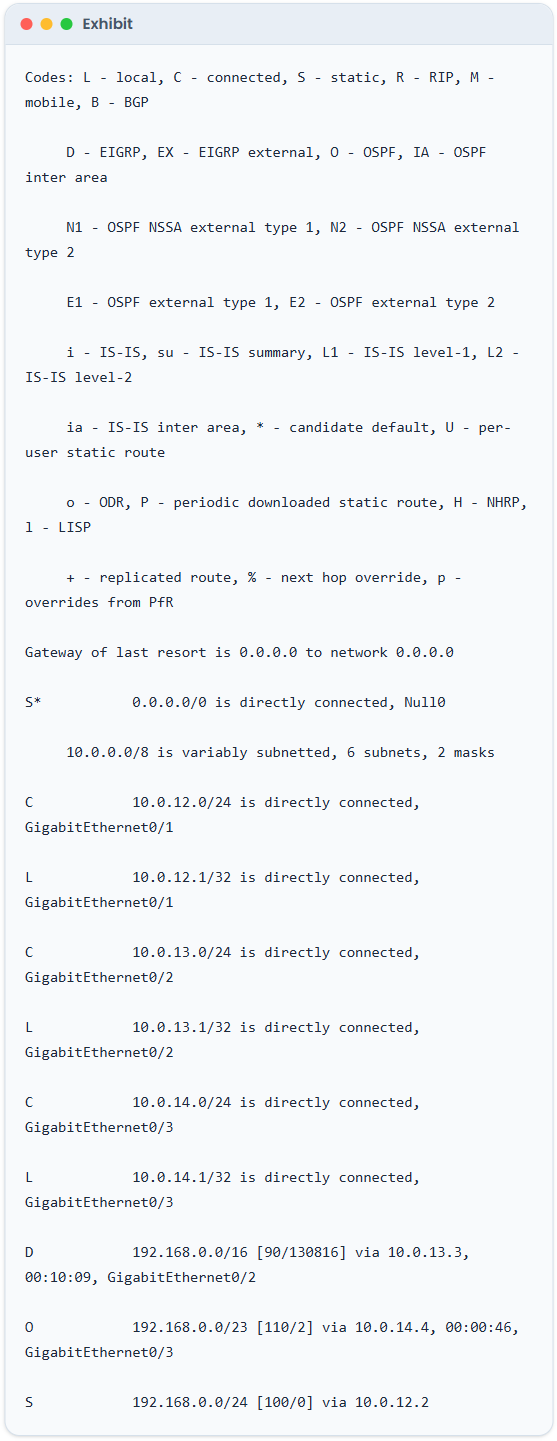 Exhibit
Codes: L - local, C - connected, S - static, R - RIP, M -
mobile, B - BGP
D - EIGRP, EX - EIGRP external, O - OSPF, IA - OSPF
inter area
N1 - OSPF NSSA external type 1, N2 - OSPF NSSA external
type 2
E1 - OSPF external type 1, E2 - OSPF external type 2
i - IS-IS, su - IS-IS summary, L1 - IS-IS level-1, L2 -
IS-IS level-2
ia - IS-IS inter area, * - candidate default, U - per-
user static route
o - ODR, P - periodic downloaded static route, H - NHRP,
l - LISP
+ - replicated route, % - next hop override, p -
overrides from PfR
Gateway of last resort is 0.0.0.0 to network 0.0.0.0
S* 0.0.0.0/0 is directly connected, Null0
10.0.0.0/8 is variably subnetted, 6 subnets, 2 masks
C 10.0.12.0/24 is directly connected,
GigabitEthernet0/1
L 10.0.12.1/32 is directly connected,
GigabitEthernet0/1
C 10.0.13.0/24 is directly connected,
GigabitEthernet0/2
L 10.0.13.1/32 is directly connected,
GigabitEthernet0/2
C 10.0.14.0/24 is directly connected,
GigabitEthernet0/3
L 10.0.14.1/32 is directly connected,
GigabitEthernet0/3
D 192.168.0.0/16 [90/130816] via 10.0.13.3,
00:10:09, GigabitEthernet0/2
O 192.168.0.0/23 [110/2] via 10.0.14.4, 00:00:46,
GigabitEthernet0/3
S 192.168.0.0/24 [100/0] via 10.0.12.2